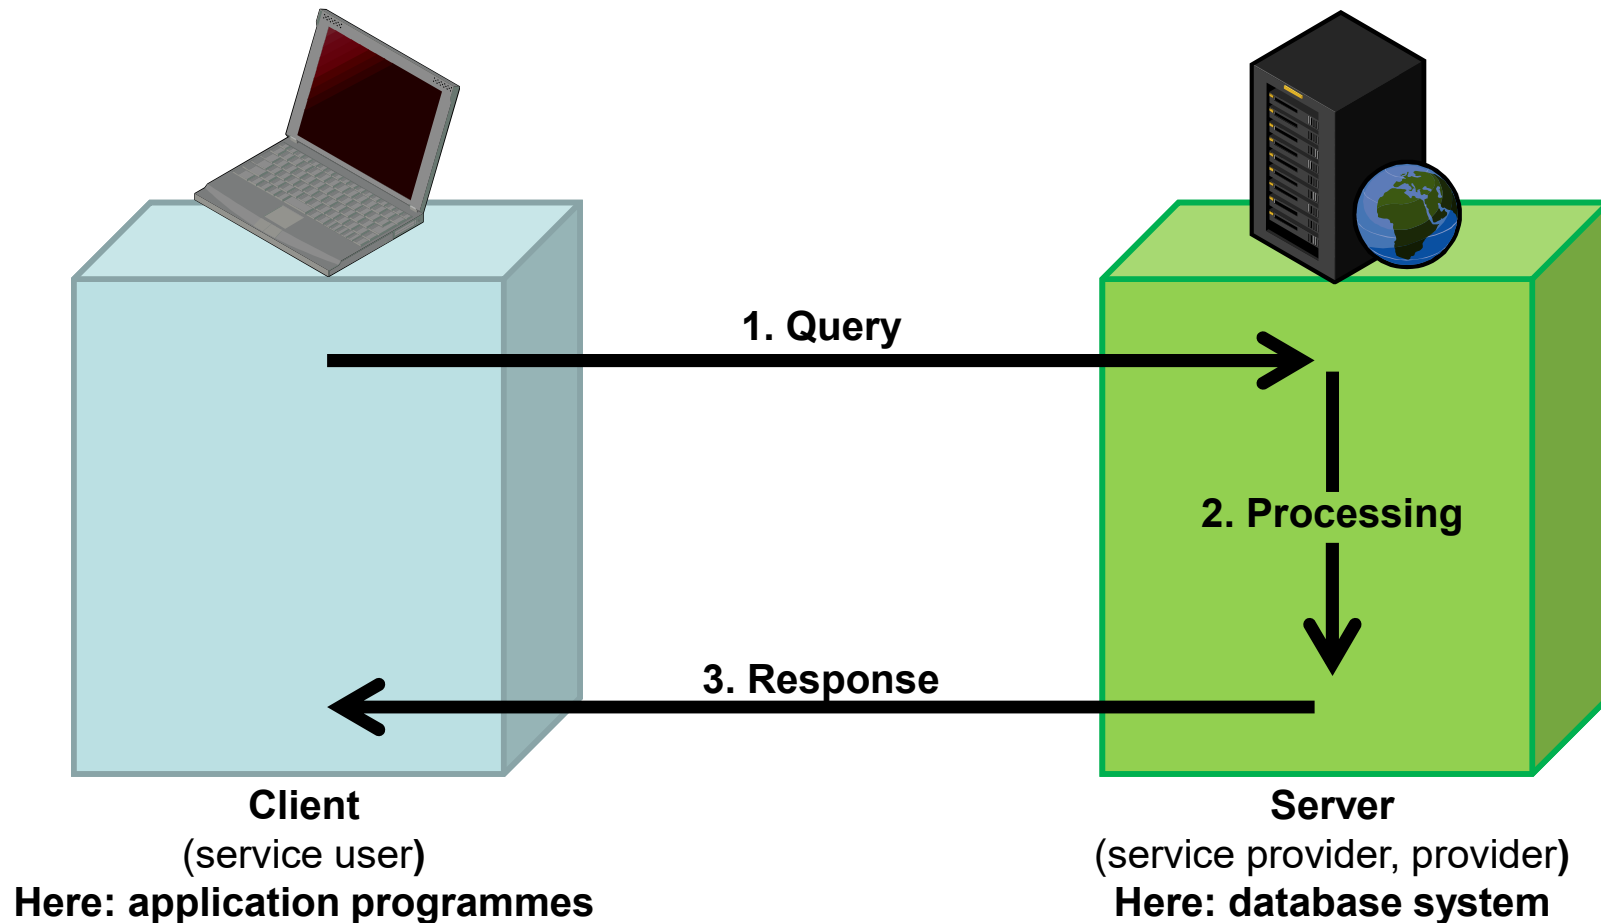 1. Query
2. Processing
3. Response
Client
(service user)
Here: application programmes
Server
(service provider, provider)
Here: database system